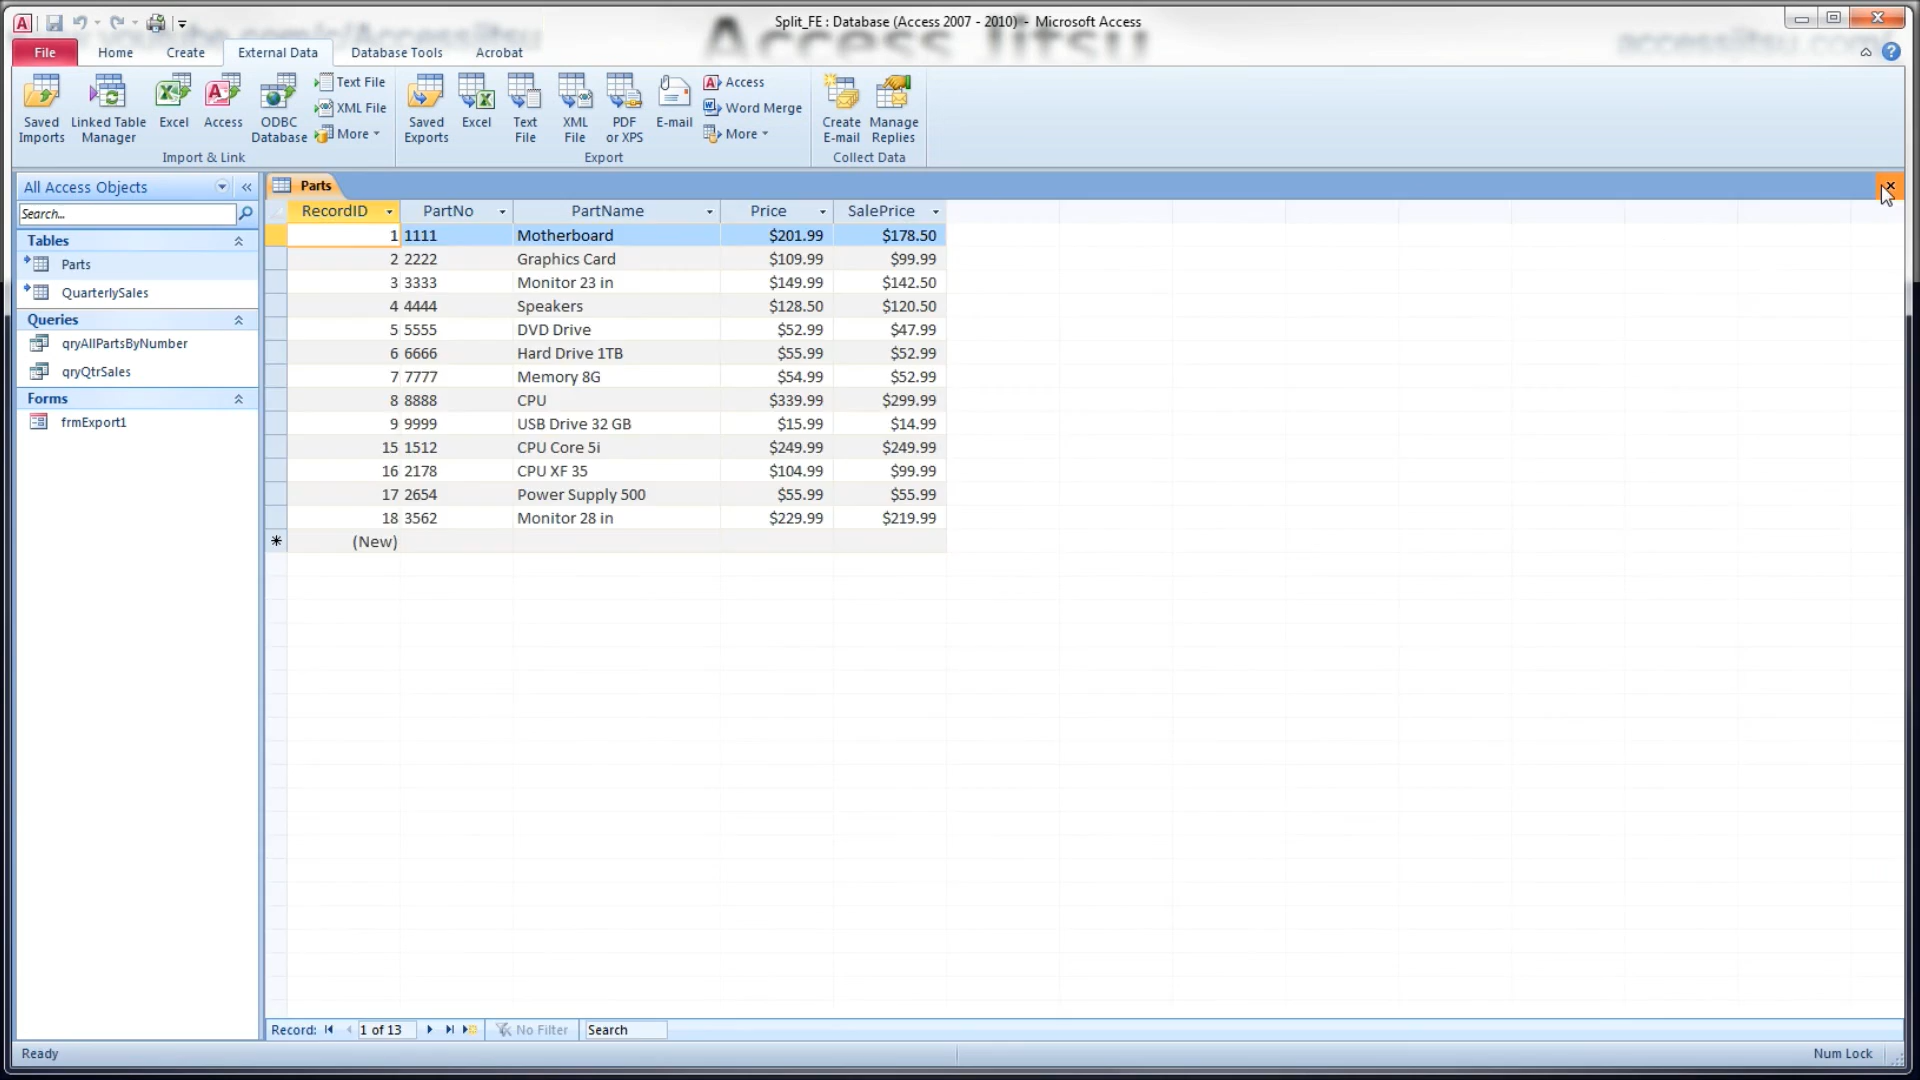 Split_FE : Database (Access 2007 - 2010) - Microsoft Access
Access Jitsu
File Home Create External Data Database Tools Acrobat
Saved Imports
Linked Table Manager
Excel
Access
ODBC Database
Text File
XML File
More
Import & Link
Saved Exports
Excel
Text File
XML File
PDF or XPS
E-mail
Access
Word Merge
More
Export
Create E-mail
Manage Replies
Collect Data
All Access Objects
Search...
Tables
Parts
QuarterlySales
Queries
qryAllPartsByNumber
qryQtrSales
Forms
frmExport1
Parts
RecordID PartNo PartName Price SalePrice
1 1111 Motherboard $201.99 $178.50
2 2222 Graphics Card $109.99 $99.99
3 3333 Monitor 23 in $149.99 $142.50
4 4444 Speakers $128.50 $120.50
5 5555 DVD Drive $52.99 $47.99
6 6666 Hard Drive 1TB $55.99 $52.99
7 7777 Memory 8G $54.99 $52.99
8 8888 CPU $339.99 $299.99
9 9999 USB Drive 32 GB $15.99 $14.99
15 1512 CPU Core 5i $249.99 $249.99
16 2178 CPU XF 35 $104.99 $99.99
17 2654 Power Supply 500 $55.99 $55.99
18 3562 Monitor 28 in $229.99 $219.99
(New)
Record: 1 of 13 No Filter Search
Ready Num Lock